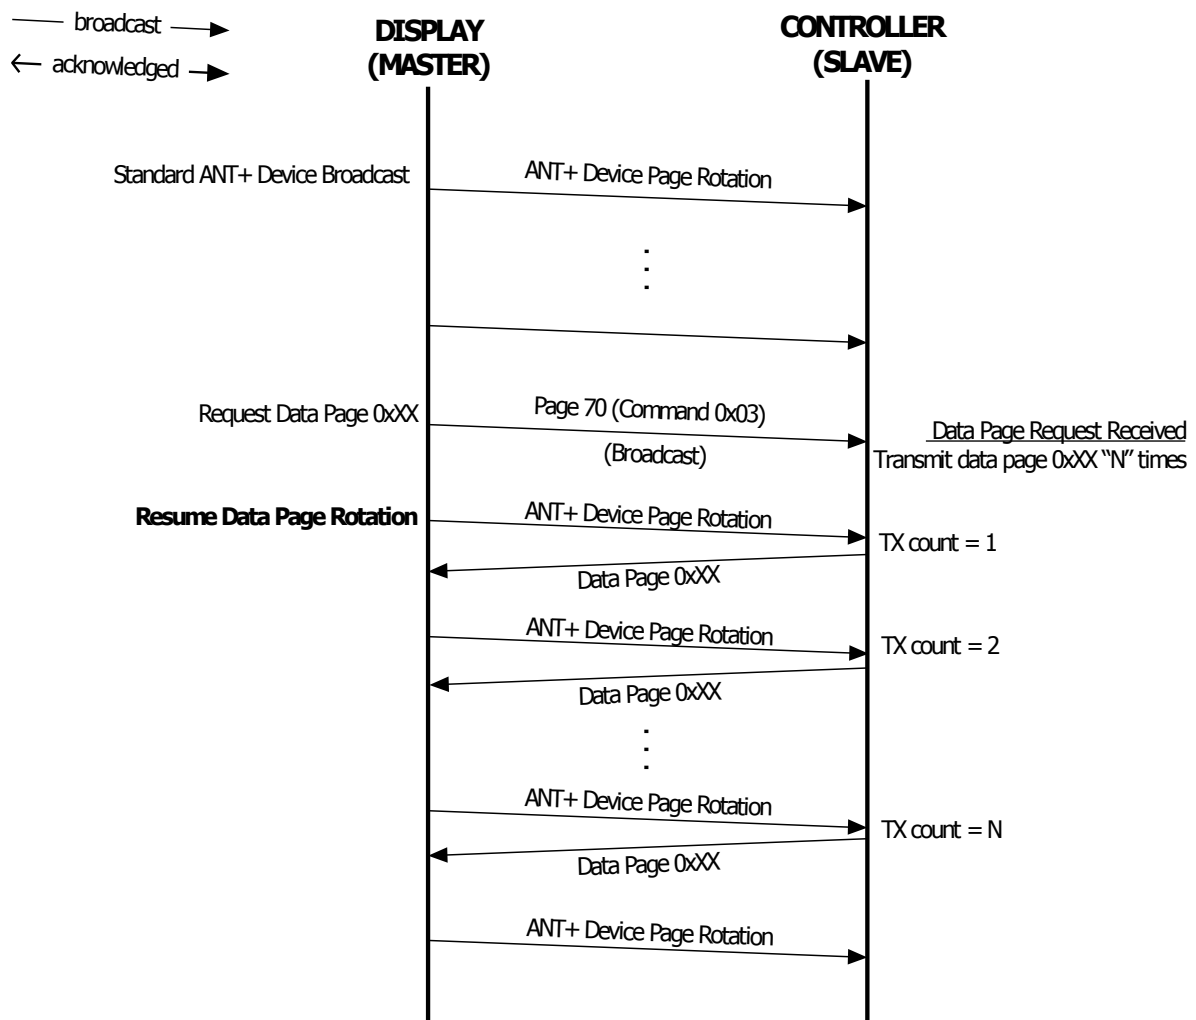 broadcast
acknowledged
DISPLAY
(MASTER)
CONTROLLER
(SLAVE)
Standard ANT+ Device Broadcast
ANT+ Device Page Rotation
Request Data Page 0xXX
Page 70 (Command 0x03)
(Broadcast)
Data Page Request Received
Transmit data page 0xXX “N” times
Resume Data Page Rotation
ANT+ Device Page Rotation
TX count = 1
Data Page 0xXX
ANT+ Device Page Rotation
TX count = 2
Data Page 0xXX
ANT+ Device Page Rotation
TX count = N
Data Page 0xXX
ANT+ Device Page Rotation